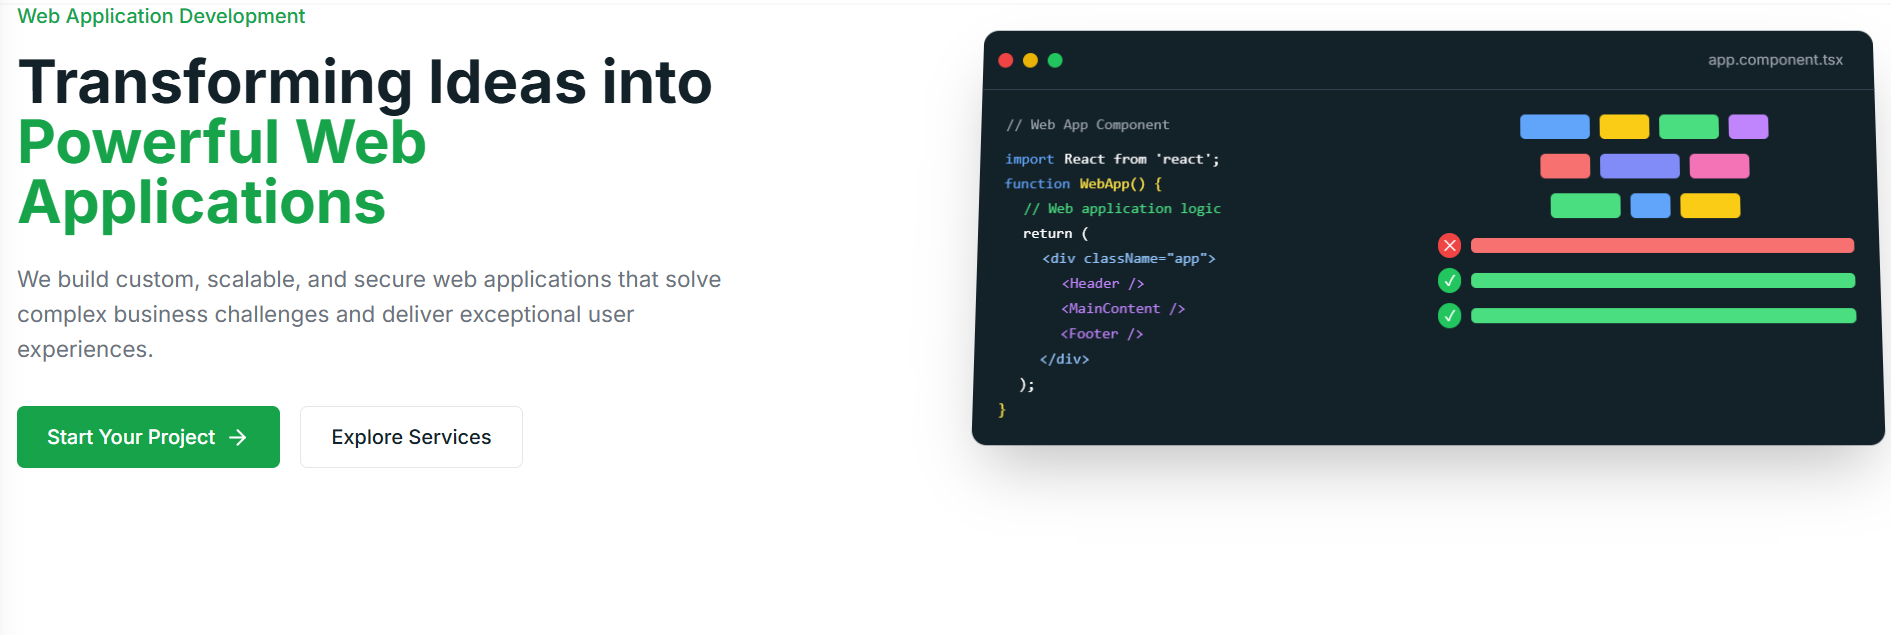 Web Application Development
Transforming Ideas into
Powerful Web
Applications
We build custom, scalable, and secure web applications that solve
complex business challenges and deliver exceptional user
experiences.
Start Your Project →
Explore Services
app.component.tsx
// Web App Component
import React from 'react';
function WebApp() {
// Web application logic
return (
<div className="app">
<Header />
<MainContent />
<Footer />
</div>
);
}